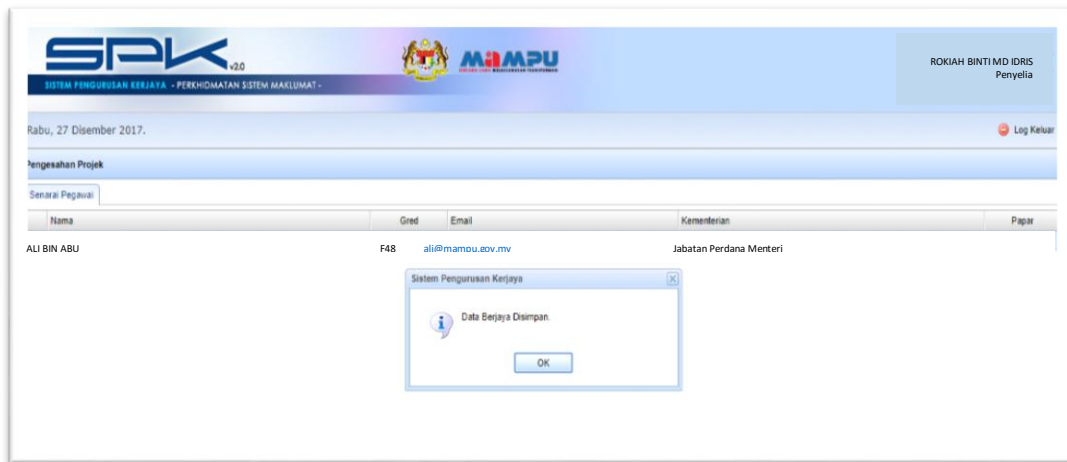 SPK v2.0
SISTEM PENGURUSAN KERJAYA - PERKHIDMATAN SISTEM MAKLUMAT -
MAMPU
ROKIAH BINTI MD IDRIS
Penyelia
Rabu, 27 Disember 2017.
Log Keluar
Pengesahan Projek
Senarai Pegawai
Nama Gred Email Kementerian Papar
ALI BIN ABU F48 ali@mampu.gov.my Jabatan Perdana Menteri
Sistem Pengurusan Kerjaya
Data Berjaya Disimpan.
OK